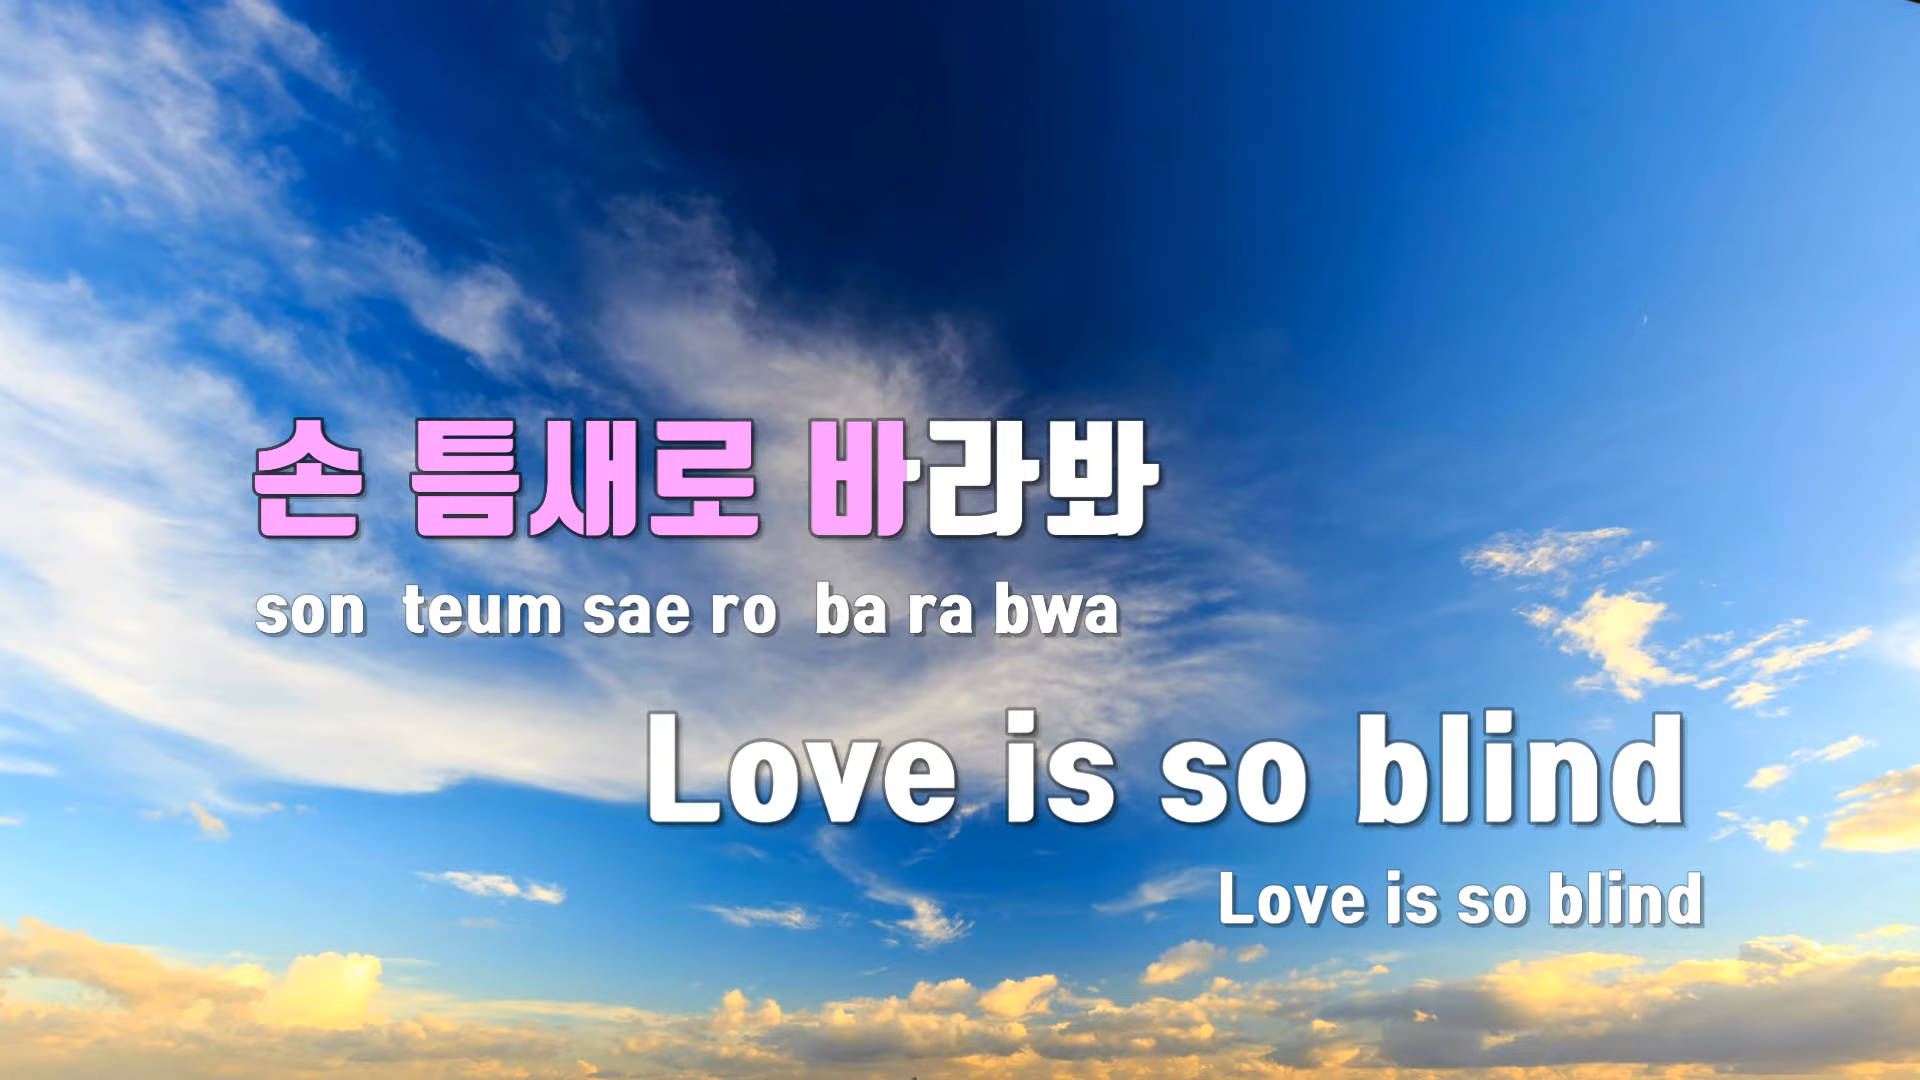 손 틈새로 바라봐
son teum sae ro ba ra bwa
Love is so blind
Love is so blind